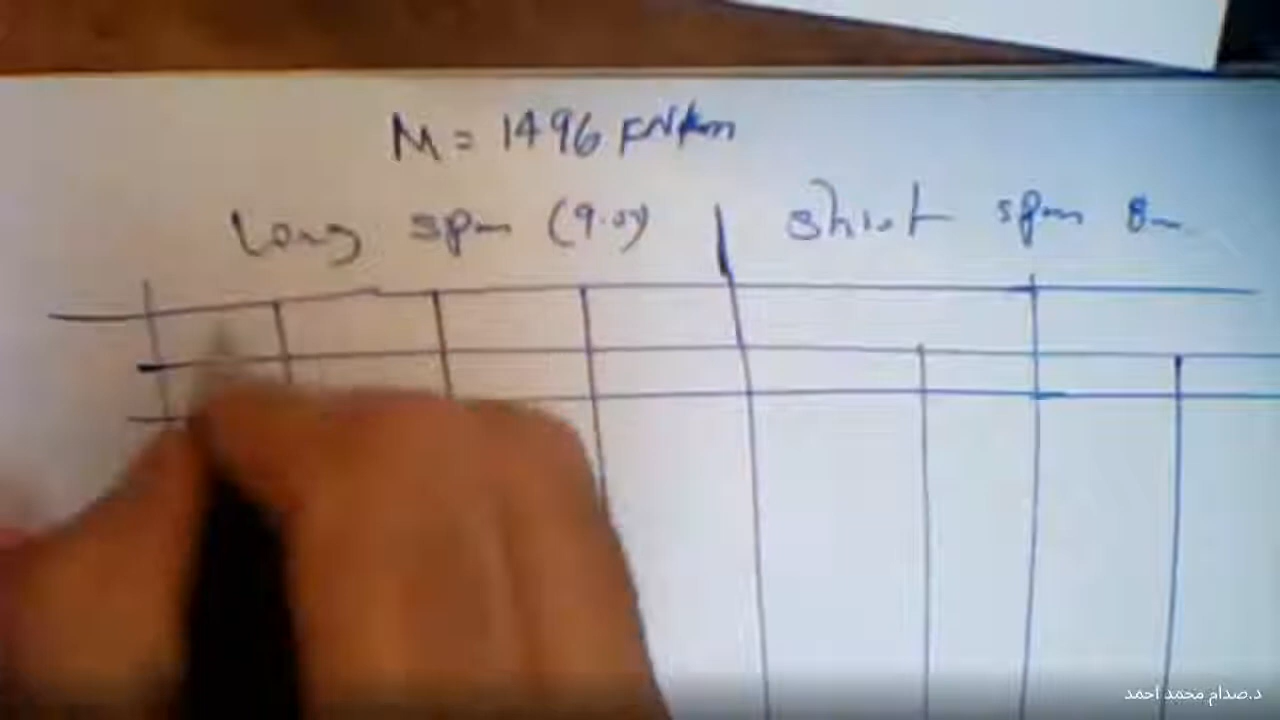 M = 1496 KN/m
Long span (9.0)
Short span 8m
د.صدام محمد احمد